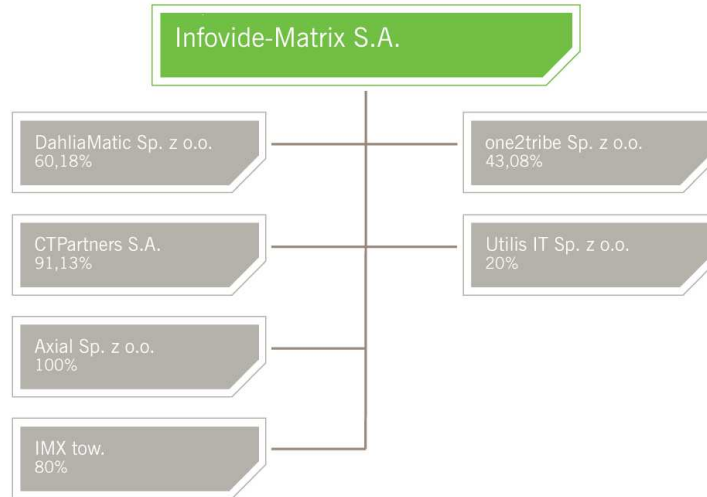 Infovide-Matrix S.A.
DahliaMatic Sp. z o.o.
60,18%
one2tribe Sp. z o.o.
43,08%
CTPartners S.A.
91,13%
Utilis IT Sp. z o.o.
20%
Axial Sp. z o.o.
100%
IMX tow.
80%